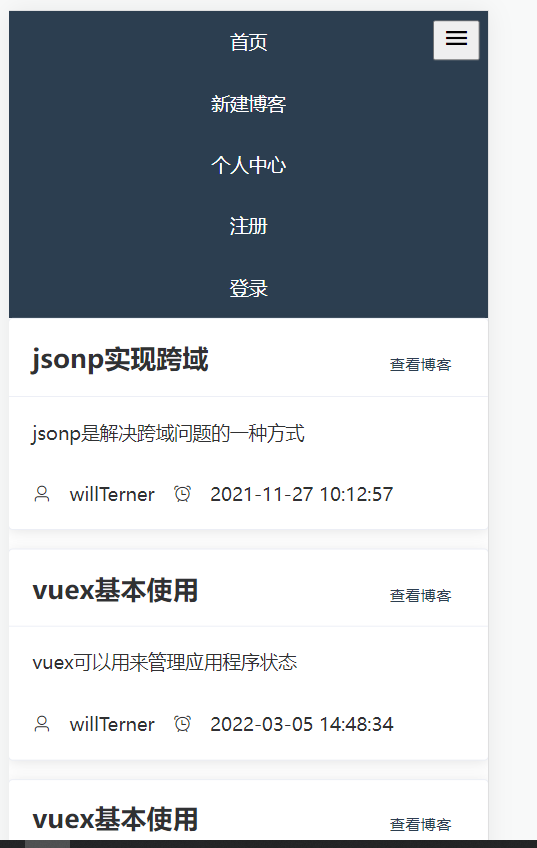 首页
新建博客
个人中心
注册
登录
jsonp实现跨域 查看博客
jsonp是解决跨域问题的一种方式
willTerner 2021-11-27 10:12:57
vuex基本使用 查看博客
vuex可以用来管理应用程序状态
willTerner 2022-03-05 14:48:34
vuex基本使用 查看博客